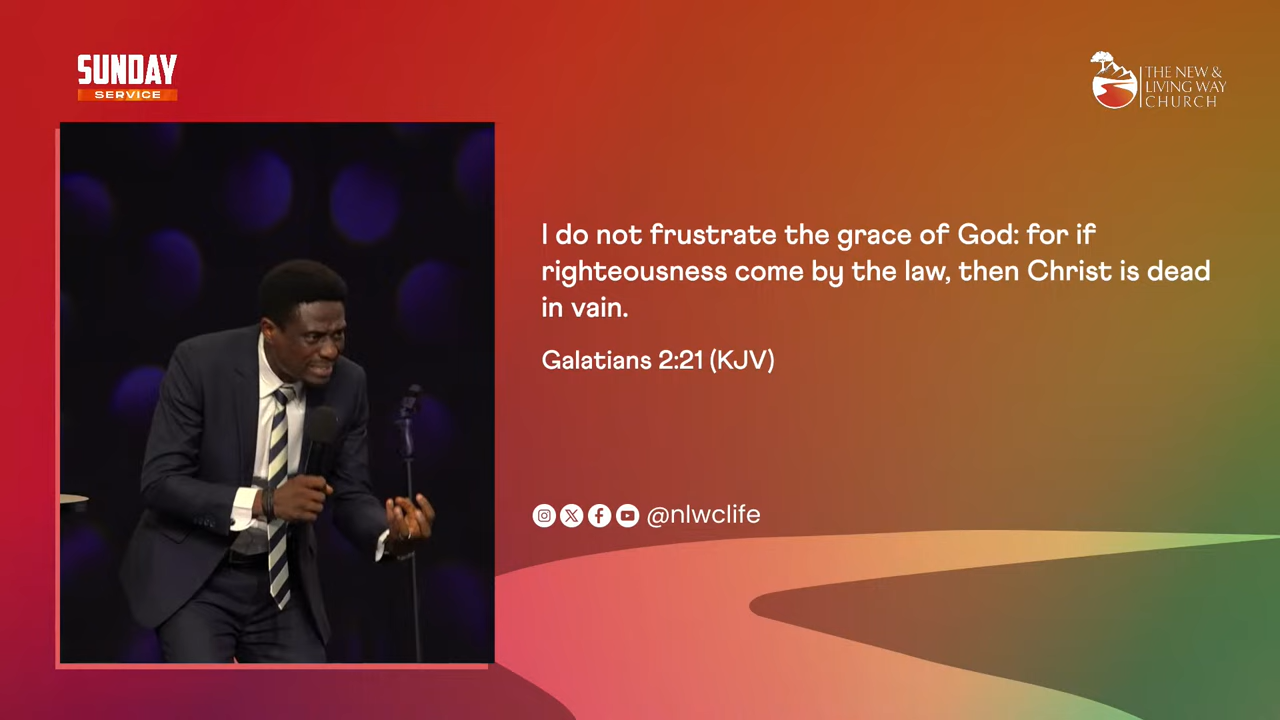 SUNDAY
SERVICE
THE NEW &
LIVING WAY
CHURCH
I do not frustrate the grace of God: for if
righteousness come by the law, then Christ is dead
in vain.
Galatians 2:21 (KJV)
@nlwclife